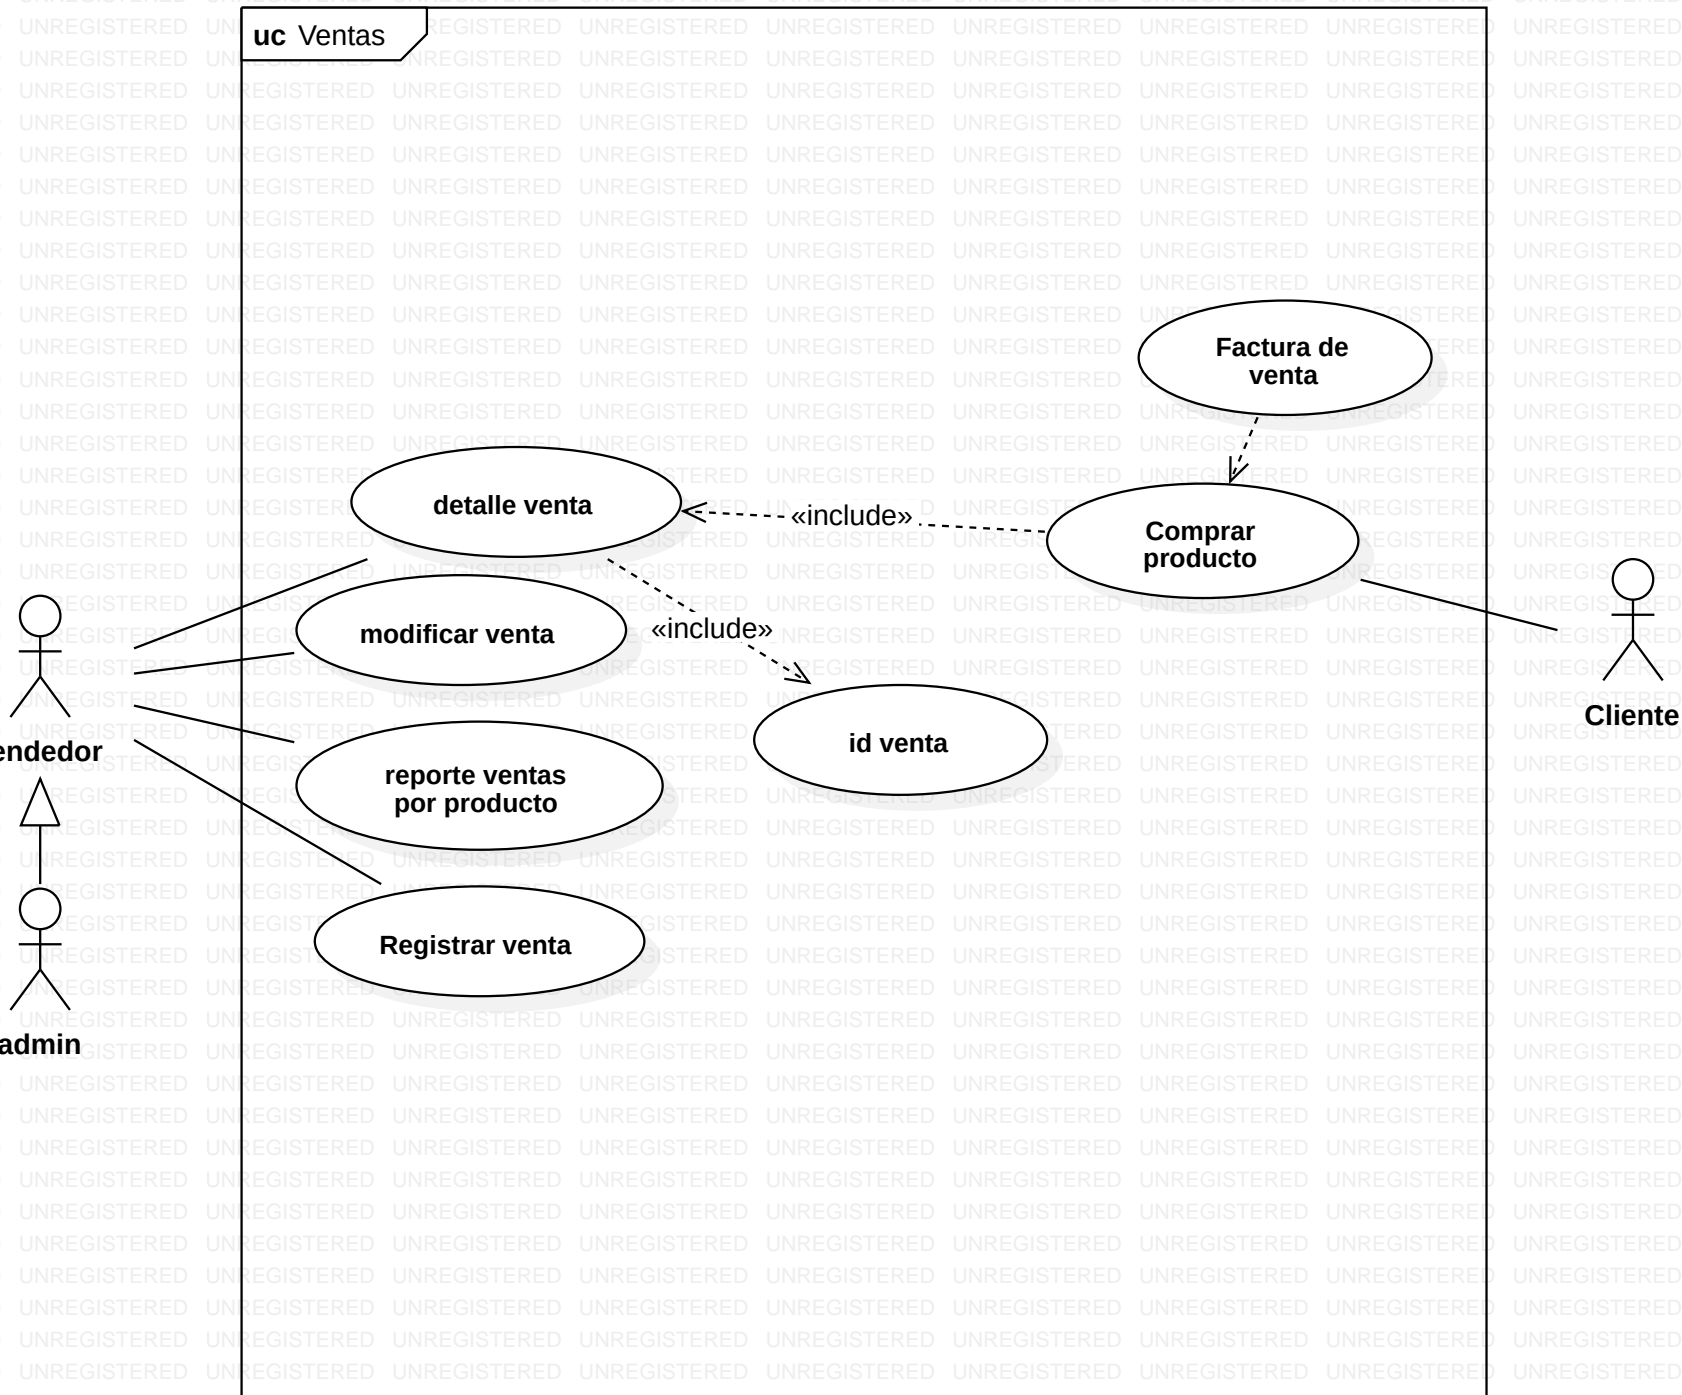 uc Ventas
Factura de
venta
detalle venta
«include»
Comprar
producto
modificar venta
«include»
Cliente
endedor
id venta
reporte ventas
por producto
Registrar venta
admin
UNREGISTERED